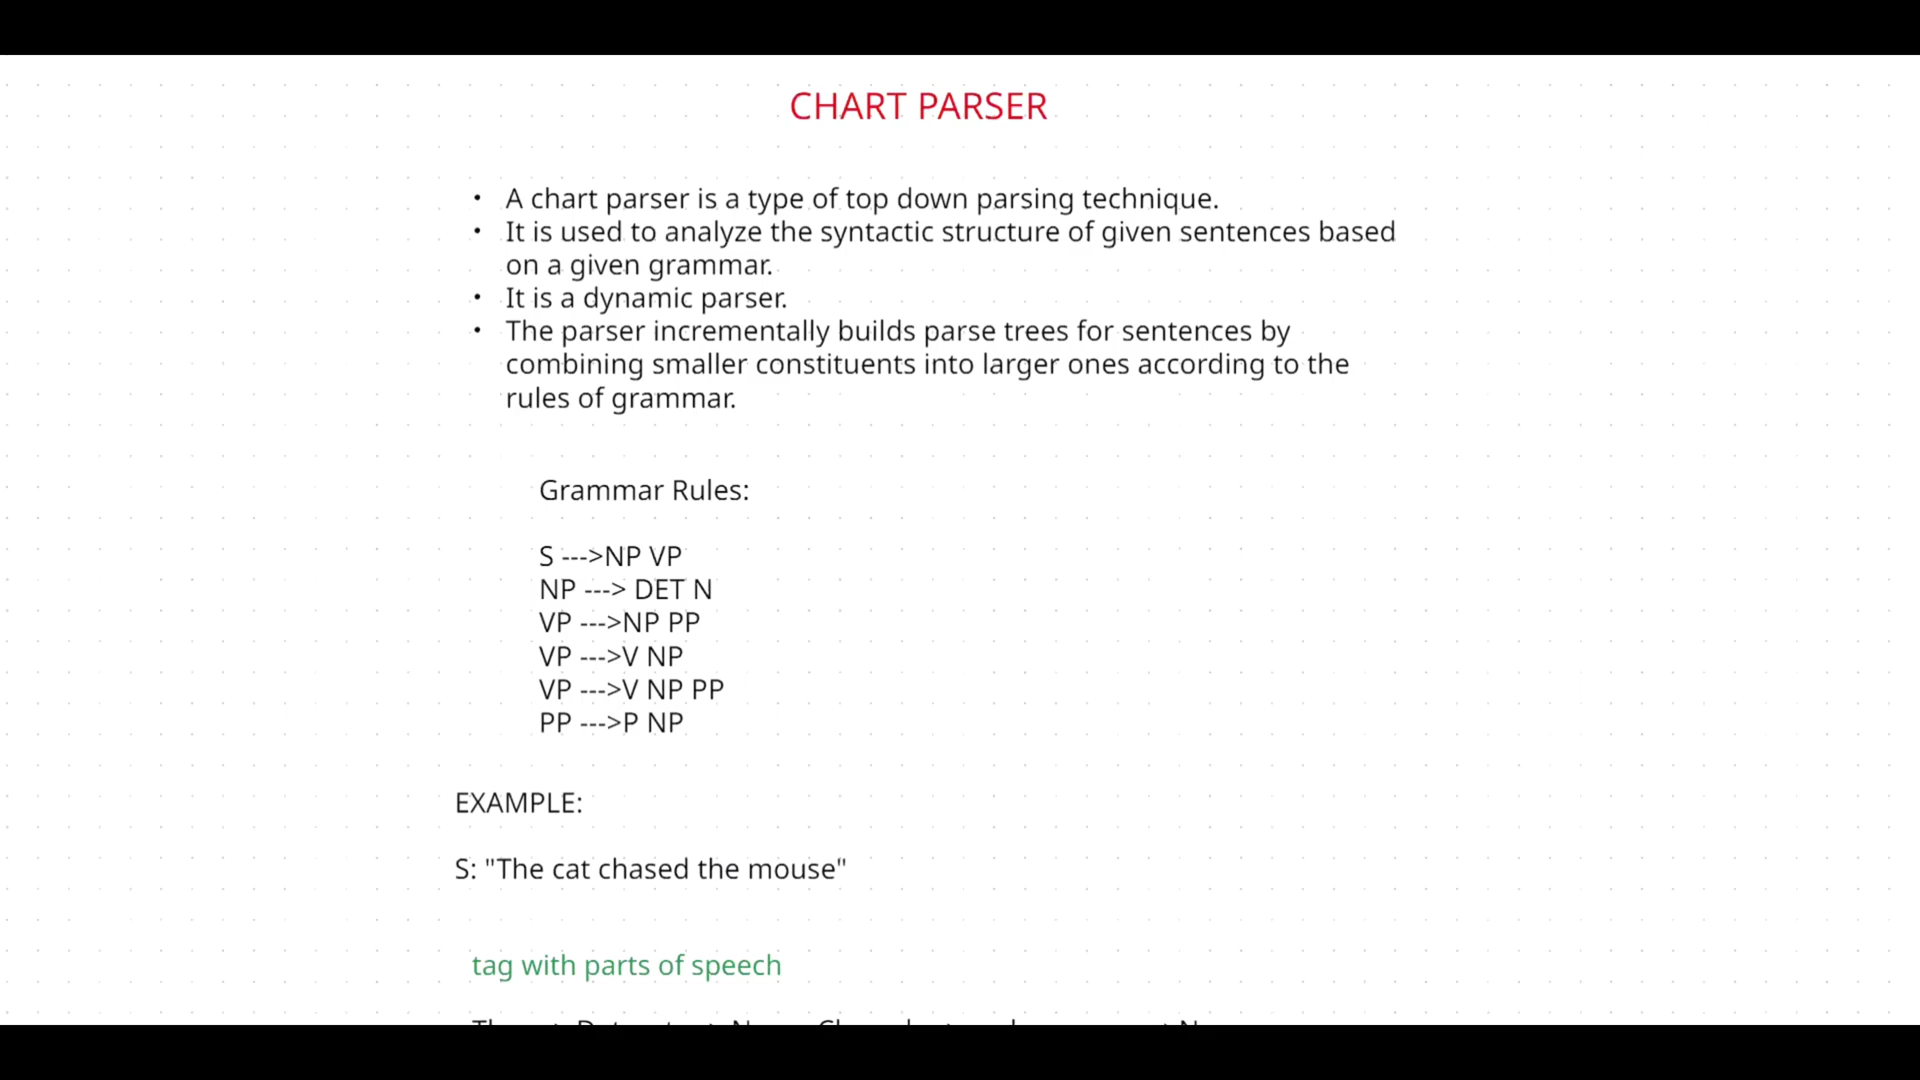 CHART PARSER
• A chart parser is a type of top down parsing technique.
• It is used to analyze the syntactic structure of given sentences based
on a given grammar.
• It is a dynamic parser.
• The parser incrementally builds parse trees for sentences by
combining smaller constituents into larger ones according to the
rules of grammar.
Grammar Rules:
S --->NP VP
NP ---> DET N
VP --->NP PP
VP --->V NP
VP --->V NP PP
PP --->P NP
EXAMPLE:
S: "The cat chased the mouse"
tag with parts of speech